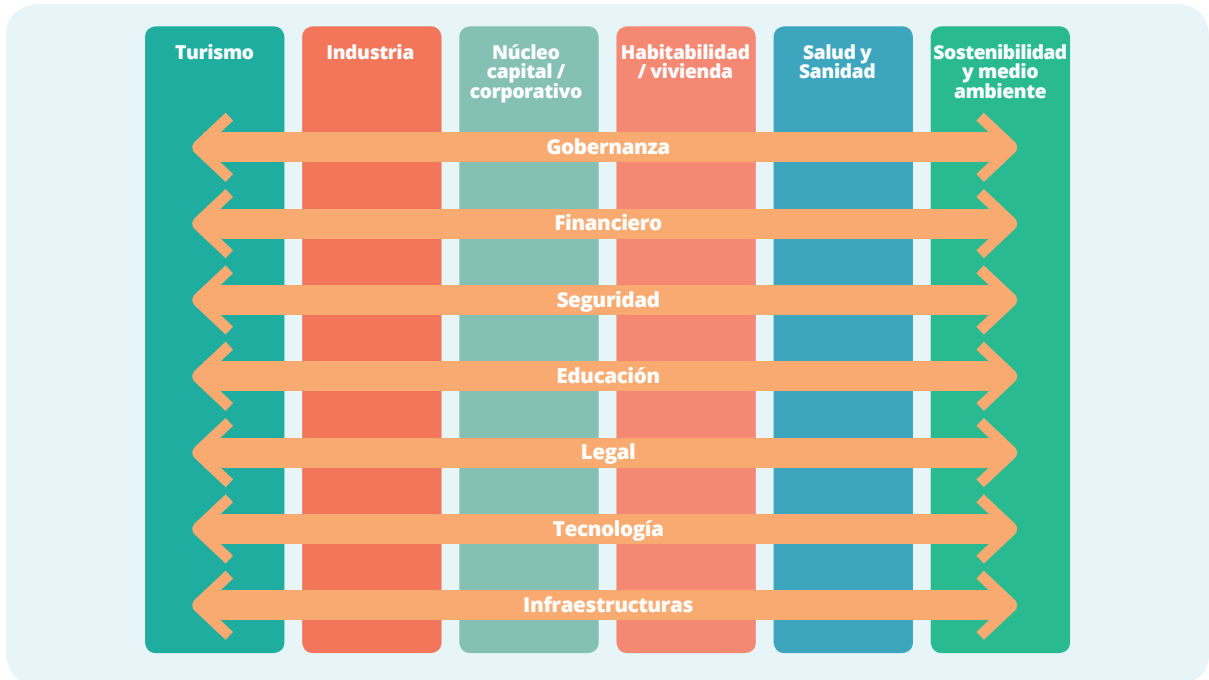 Turismo
Industria
Núcleo
capital /
corporativo
Habitabilidad
/ vivienda
Salud y
Sanidad
Sostenibilidad
y medio
ambiente
Gobernanza
Financiero
Seguridad
Educación
Legal
Tecnología
Infraestructuras